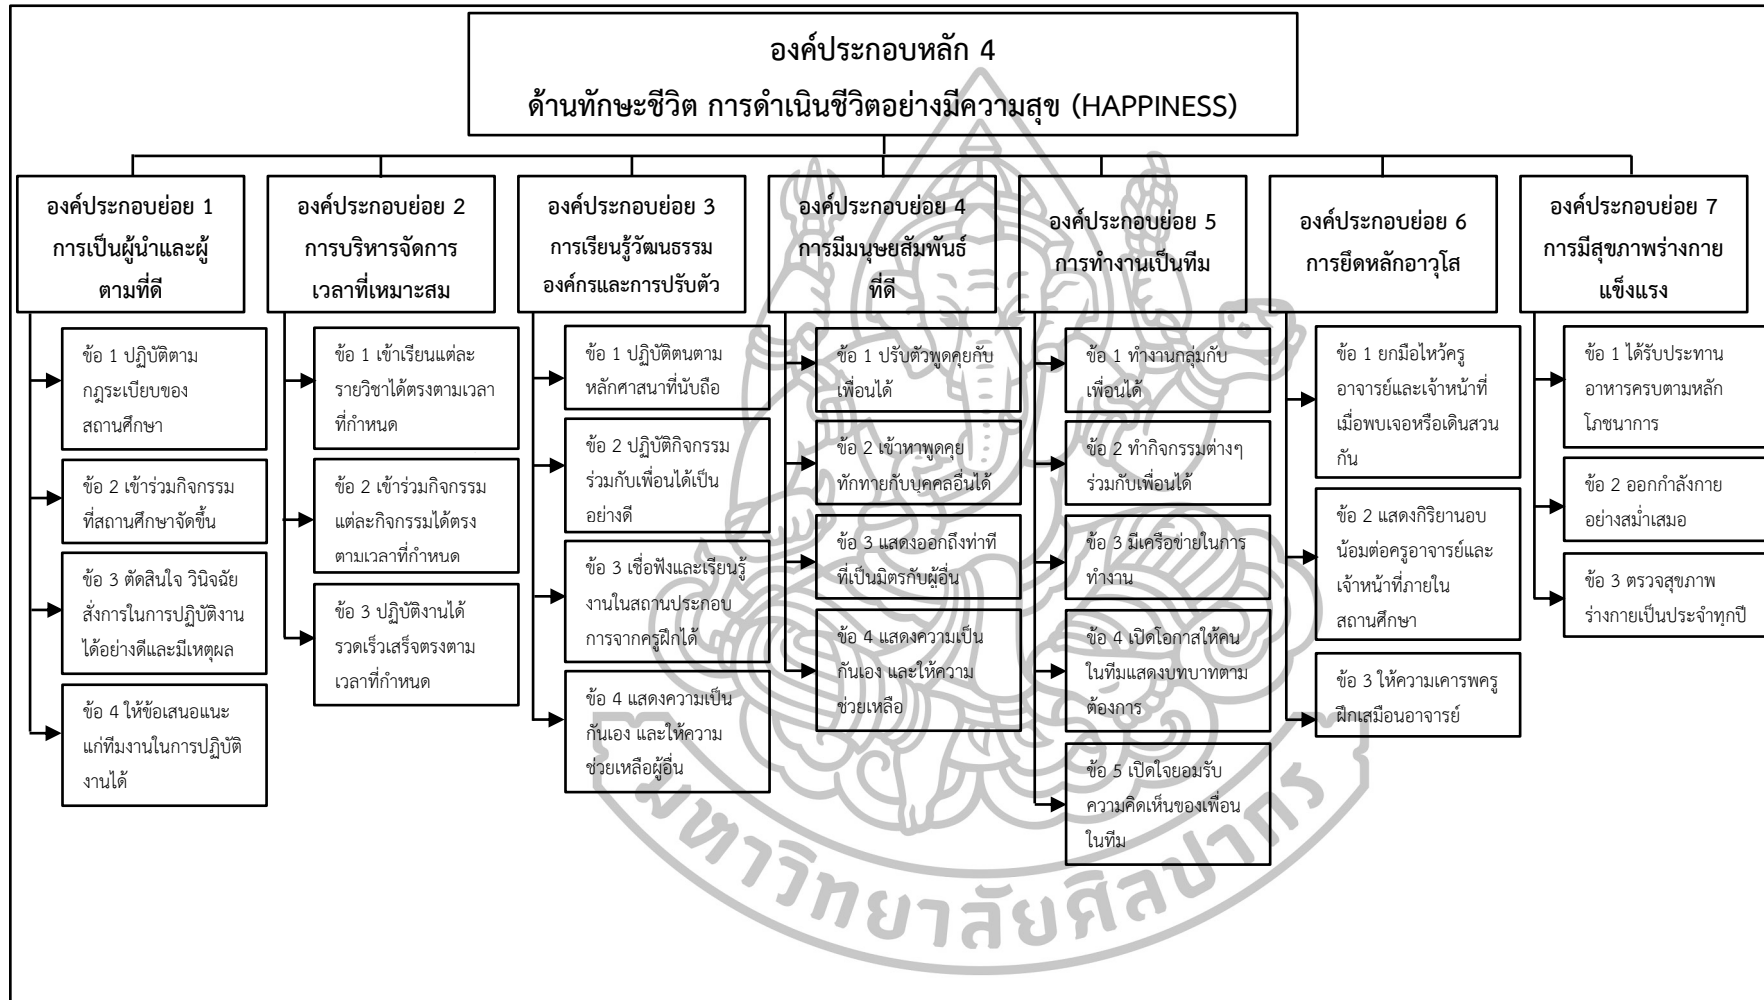 องค์ประกอบหลัก 4
ด้านทักษะชีวิต การดำเนินชีวิตอย่างมีความสุข (HAPPINESS)
องค์ประกอบย่อย 1
การเป็นผู้นำและผู้
ตามที่ดี
ข้อ 1 ปฏิบัติตาม
กฎระเบียบของ
สถานศึกษา
ข้อ 2 เข้าร่วมกิจกรรม
ที่สถานศึกษาจัดขึ้น
ข้อ 3 ตัดสินใจ วินิจฉัย
สั่งการในการปฏิบัติงาน
ได้อย่างดีและมีเหตุผล
ข้อ 4 ให้ข้อเสนอแนะ
แก่ทีมงานในการปฏิบัติ
งานได้
องค์ประกอบย่อย 2
การบริหารจัดการ
เวลาที่เหมาะสม
ข้อ 1 เข้าเรียนแต่ละ
รายวิชาได้ตรงตามเวลา
ที่กำหนด
ข้อ 2 เข้าร่วมกิจกรรม
แต่ละกิจกรรมได้ตรง
ตามเวลาที่กำหนด
ข้อ 3 ปฏิบัติงานได้
รวดเร็วเสร็จตรงตาม
เวลาที่กำหนด
องค์ประกอบย่อย 3
การเรียนรู้วัฒนธรรม
องค์กรและการปรับตัว
ข้อ 1 ปฏิบัติตนตาม
หลักศาสนาที่นับถือ
ข้อ 2 ปฏิบัติกิจกรรม
ร่วมกับเพื่อนได้เป็น
อย่างดี
ข้อ 3 เชื่อฟังและเรียนรู้
งานในสถานประกอบ
การจากครูฝึกได้
ข้อ 4 แสดงความเป็น
กันเอง และให้ความ
ช่วยเหลือผู้อื่น
องค์ประกอบย่อย 4
การมีมนุษยสัมพันธ์
ที่ดี
ข้อ 1 ปรับตัวพูดคุยกับ
เพื่อนได้
ข้อ 2 เข้าหาพูดคุย
ทักทายกับบุคคลอื่นได้
ข้อ 3 แสดงออกถึงท่าที
ที่เป็นมิตรกับผู้อื่น
ข้อ 4 แสดงความเป็น
กันเอง และให้ความ
ช่วยเหลือ
องค์ประกอบย่อย 5
การทำงานเป็นทีม
ข้อ 1 ทำงานกลุ่มกับ
เพื่อนได้
ข้อ 2 ทำกิจกรรมต่างๆ
ร่วมกับเพื่อนได้
ข้อ 3 มีเครือข่ายในการ
ทำงาน
ข้อ 4 เปิดโอกาสให้คน
ในทีมแสดงบทบาทตาม
ต้องการ
ข้อ 5 เปิดใจยอมรับ
ความคิดเห็นของเพื่อน
ในทีม
องค์ประกอบย่อย 6
การยึดหลักอาวุโส
ข้อ 1 ยกมือไหว้ครู
อาจารย์และเจ้าหน้าที่
เมื่อพบเจอหรือเดินสวน
กัน
ข้อ 2 แสดงกิริยานอบ
น้อมต่อครูอาจารย์และ
เจ้าหน้าที่ภายใน
สถานศึกษา
ข้อ 3 ให้ความเคารพครู
ฝึกเสมือนอาจารย์
องค์ประกอบย่อย 7
การมีสุขภาพร่างกาย
แข็งแรง
ข้อ 1 ได้รับประทาน
อาหารครบตามหลัก
โภชนาการ
ข้อ 2 ออกกำลังกาย
อย่างสม่ำเสมอ
ข้อ 3 ตรวจสุขภาพ
ร่างกายเป็นประจำทุกปี
มหาวิทยาลัยศิลปากร